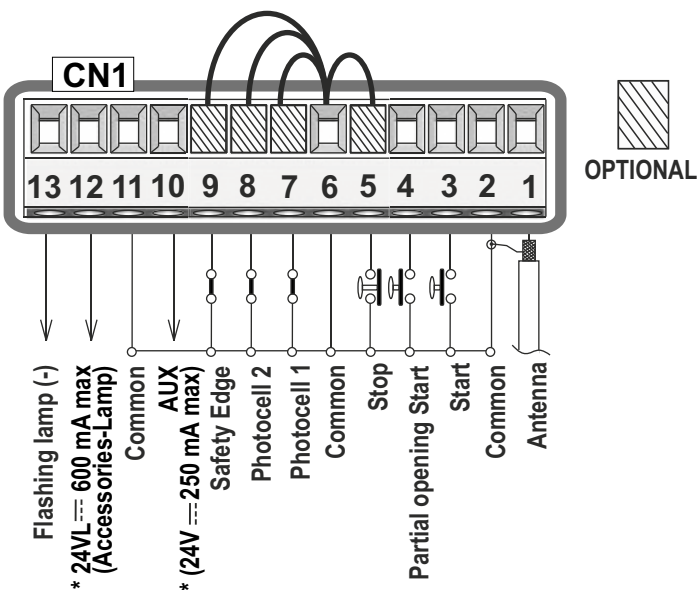 CN1
OPTIONAL
13 12 11 10 9 8 7 6 5 4 3 2 1
Flashing lamp (-)
* 24VL⎓ 600 mA max
(Accessories-Lamp)
Common
AUX
* (24V ⎓250 mA max)
Safety Edge
Photocell 2
Photocell 1
Common
Stop
Partial opening Start
Start
Common
Antenna